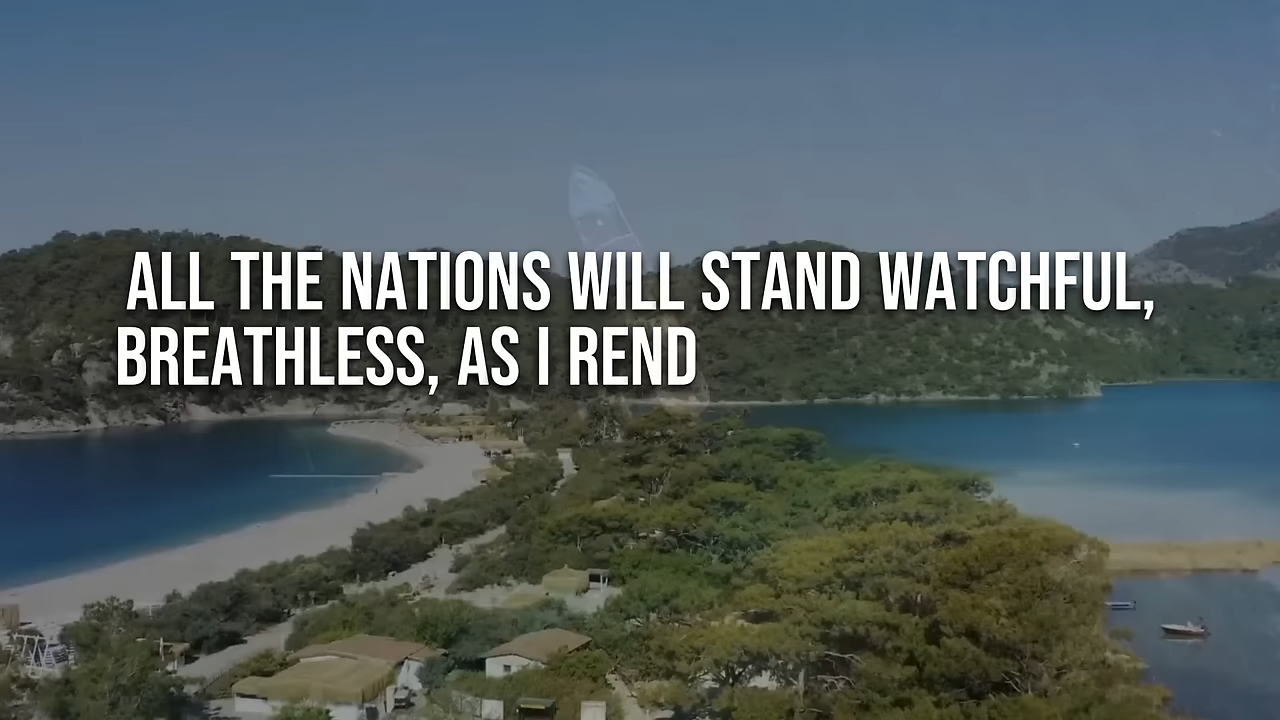 ALL THE NATIONS WILL STAND WATCHFUL,
BREATHLESS, AS I REND